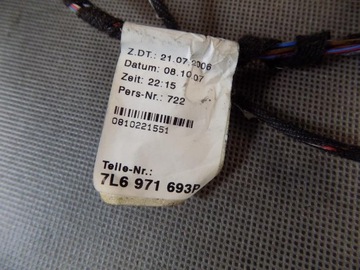 Z.DT.: 21.07.2006
Datum: 08.10.07
Zeit: 22:15
Pers-Nr.: 722
0810221551
Teile-Nr.:
7L6 971 693